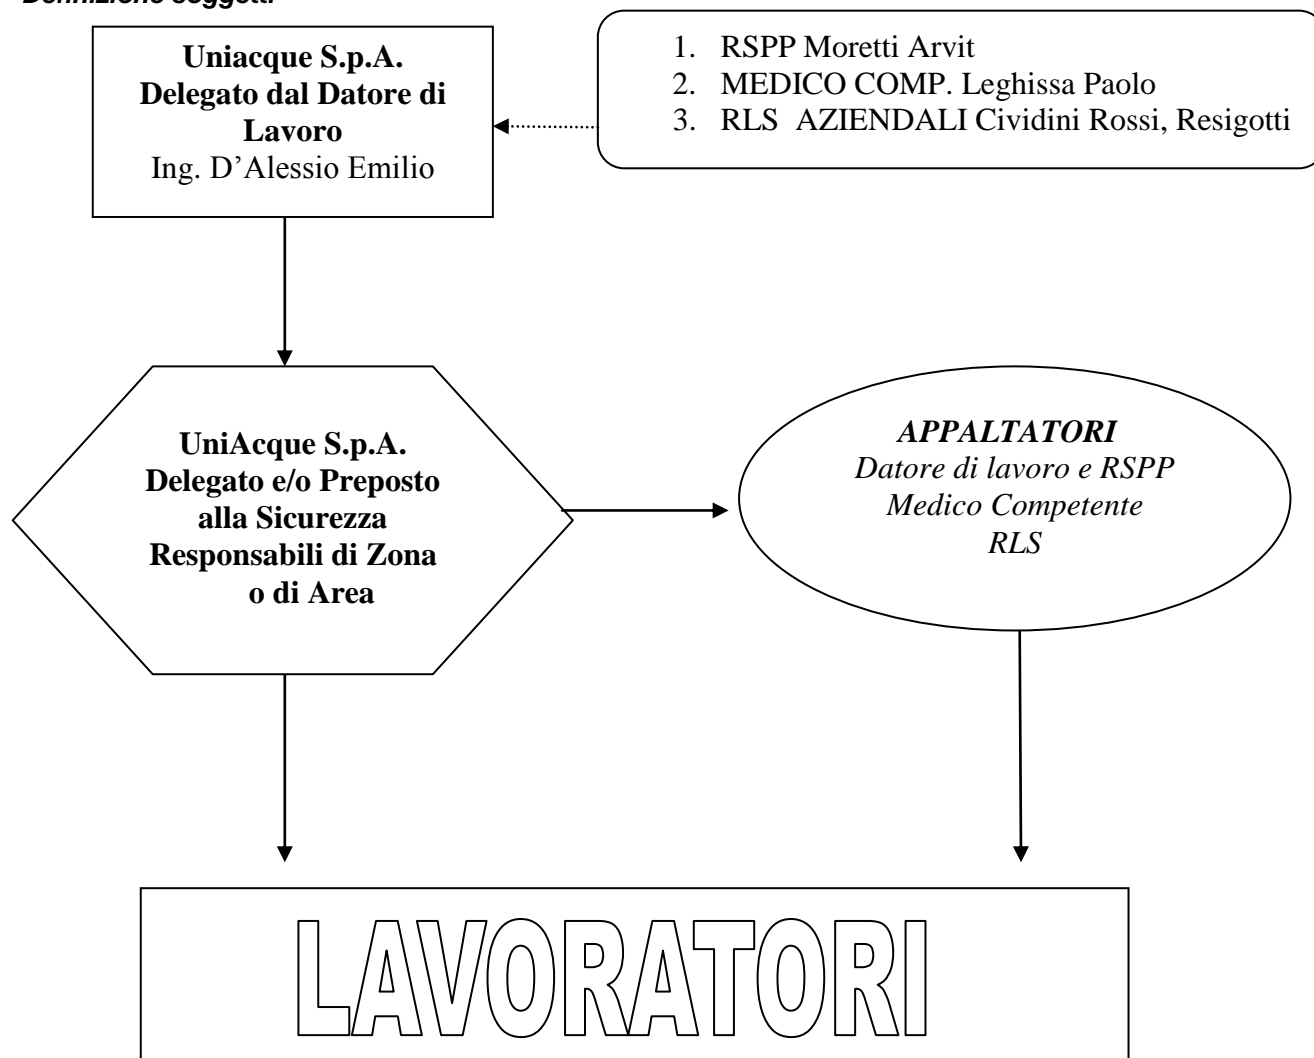 Definizione soggetti
Uniacque S.p.A.
Delegato dal Datore di
Lavoro
Ing. D’Alessio Emilio
1. RSPP Moretti Arvit
2. MEDICO COMP. Leghissa Paolo
3. RLS AZIENDALI Cividini Rossi, Resigotti
UniAcque S.p.A.
Delegato e/o Preposto
alla Sicurezza
Responsabili di Zona
o di Area
APPALTATORI
Datore di lavoro e RSPP
Medico Competente
RLS
LAVORATORI